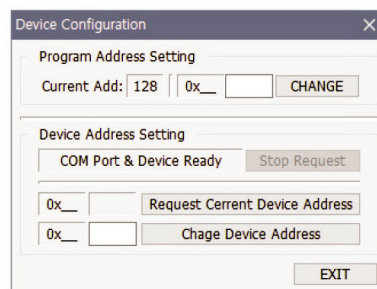 Device Configuration
Program Address Setting
Current Add: 128 0x__ CHANGE
Device Address Setting
COM Port & Device Ready Stop Request
0x__ Request Cerrent Device Address
0x__ Chage Device Address
EXIT